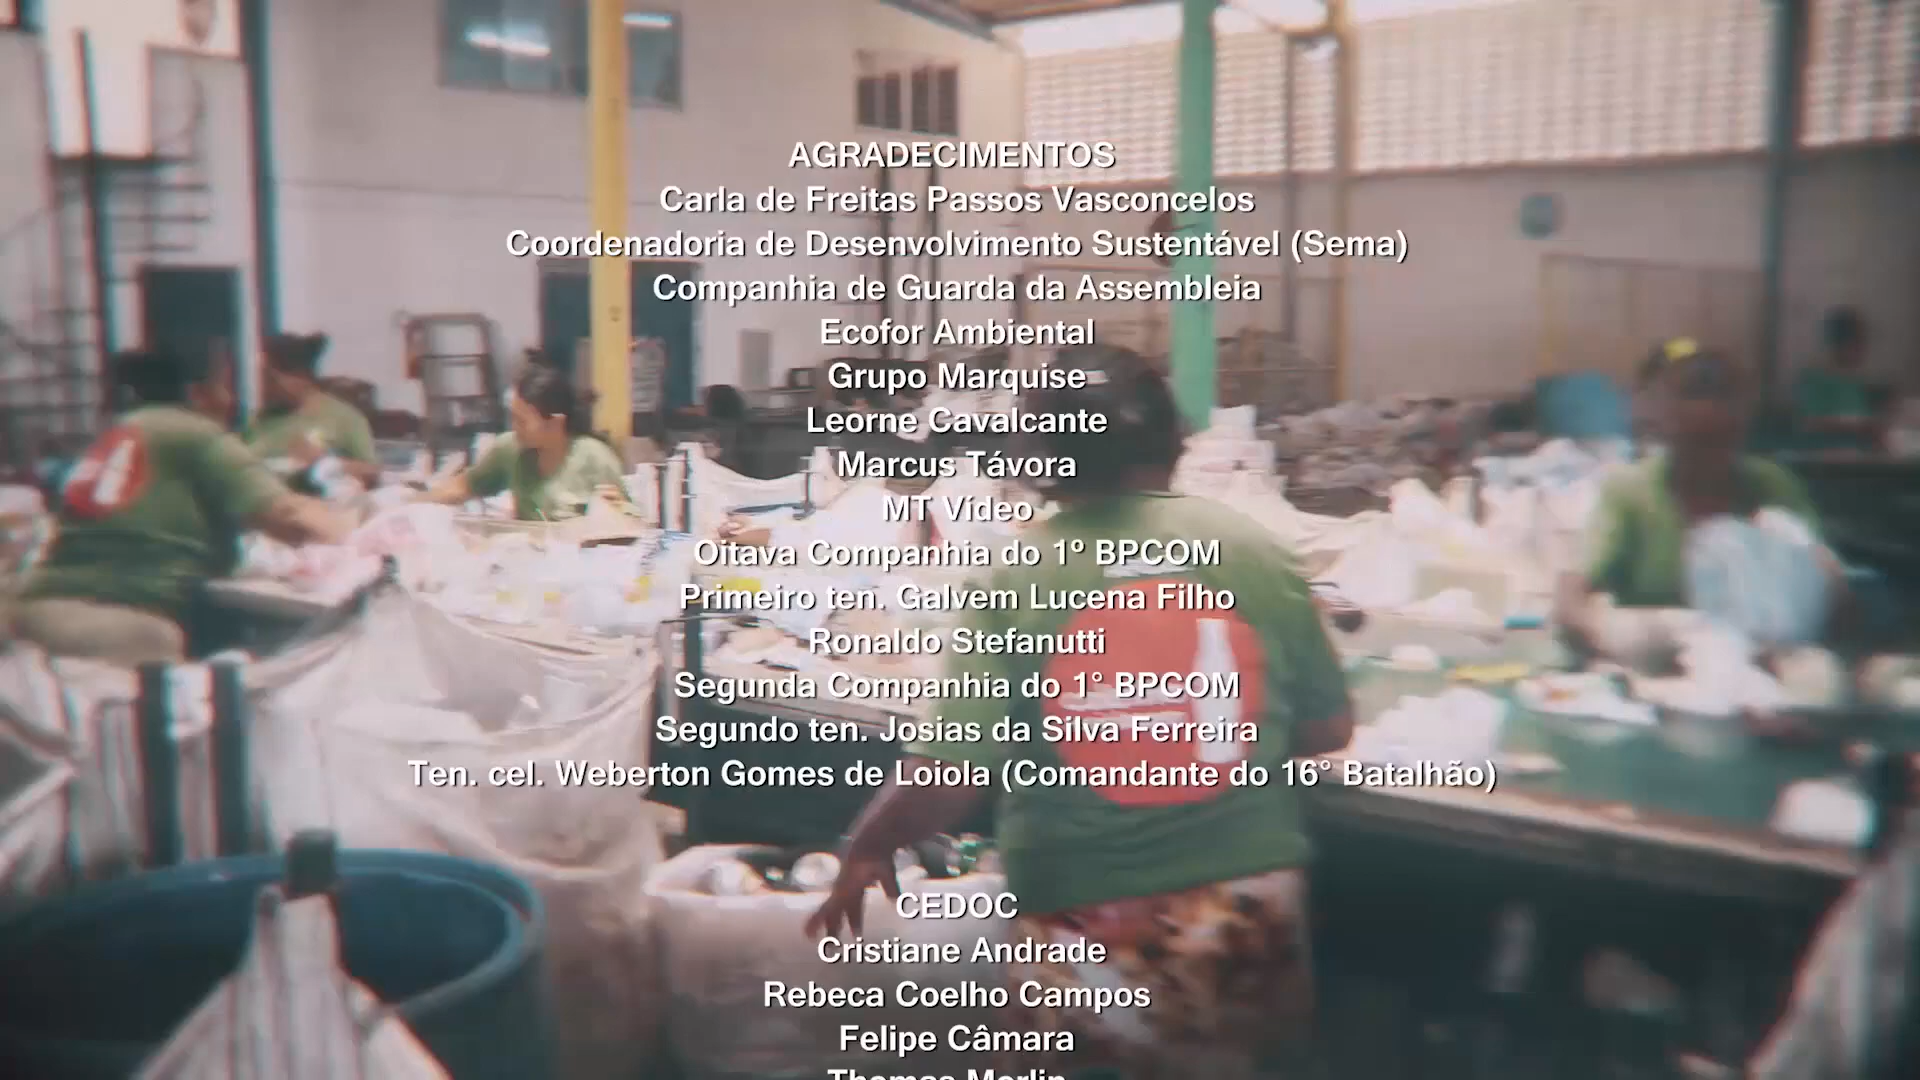 AGRADECIMENTOS
Carla de Freitas Passos Vasconcelos
Coordenadoria de Desenvolvimento Sustentável (Sema)
Companhia de Guarda da Assembleia
Ecofor Ambiental
Grupo Marquise
Leorne Cavalcante
Marcus Távora
MT Vídeo
Oitava Companhia do 1º BPCOM
Primeiro ten. Galvem Lucena Filho
Ronaldo Stefanutti
Segunda Companhia do 1° BPCOM
Segundo ten. Josias da Silva Ferreira
Ten. cel. Weberton Gomes de Loiola (Comandante do 16° Batalhão)
CEDOC
Cristiane Andrade
Rebeca Coelho Campos
Felipe Câmara